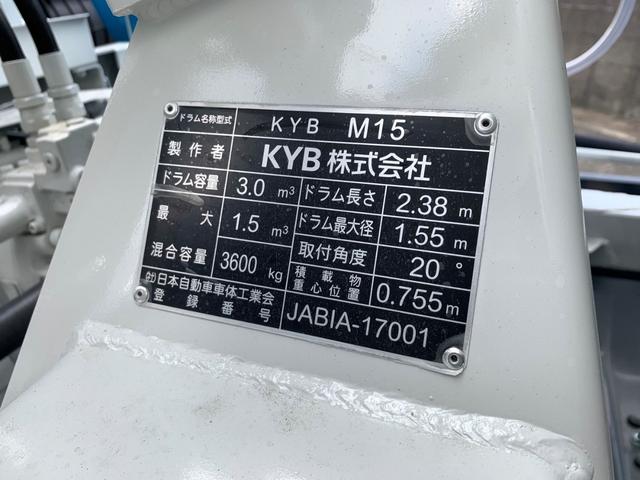 ドラム名称型式 KYB M15
製作者 KYB 株式会社
ドラム容量 3.0 m³ ドラム長さ 2.38 m
最大 1.5 m³ ドラム最大径 1.55 m
混合容量 3600 kg 取付角度 20°
積載物重心位置 0.755 m
㈳日本自動車車体工業会
登録番号 JABIA-17001